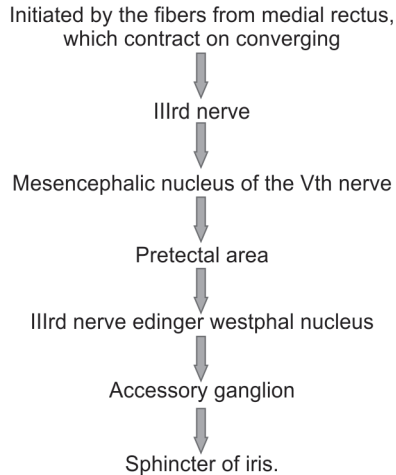 Initiated by the fibers from medial rectus,
which contract on converging
IIIrd nerve
Mesencephalic nucleus of the Vth nerve
Pretectal area
IIIrd nerve edinger westphal nucleus
Accessory ganglion
Sphincter of iris.